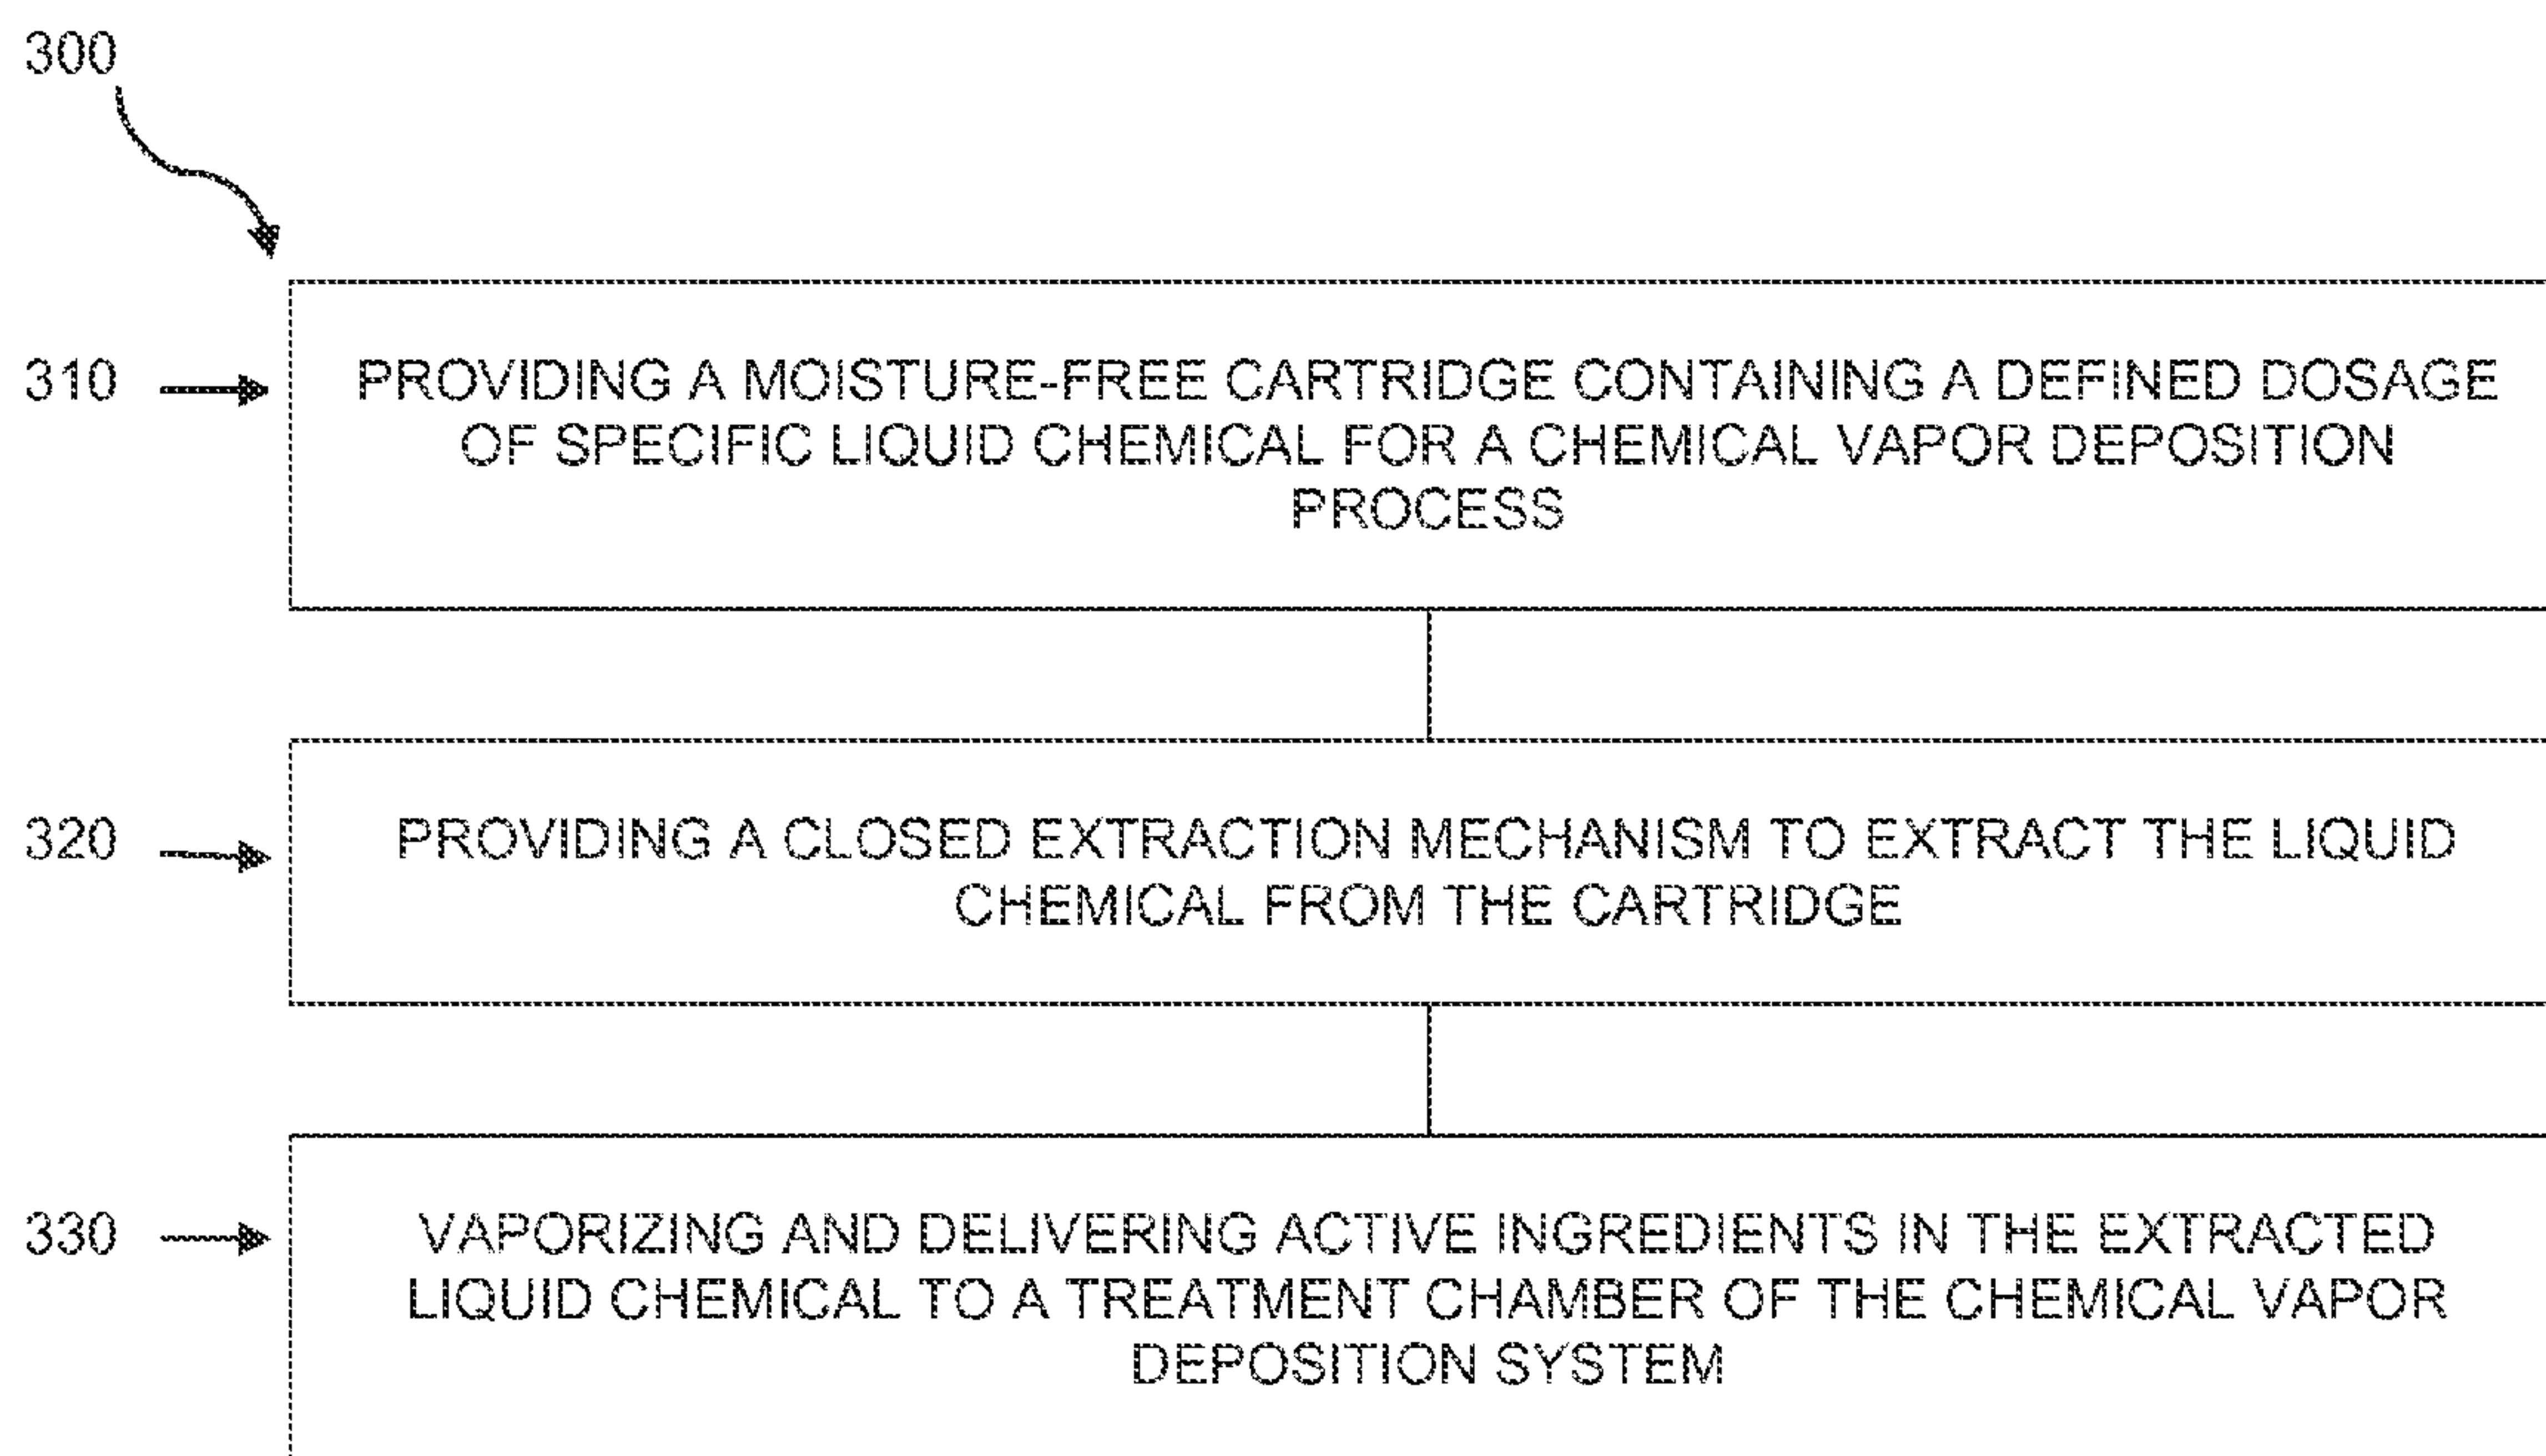 300
310
PROVIDING A MOISTURE-FREE CARTRIDGE CONTAINING A DEFINED DOSAGE
OF SPECIFIC LIQUID CHEMICAL FOR A CHEMICAL VAPOR DEPOSITION
PROCESS
320
PROVIDING A CLOSED EXTRACTION MECHANISM TO EXTRACT THE LIQUID
CHEMICAL FROM THE CARTRIDGE
330
VAPORIZING AND DELIVERING ACTIVE INGREDIENTS IN THE EXTRACTED
LIQUID CHEMICAL TO A TREATMENT CHAMBER OF THE CHEMICAL VAPOR
DEPOSITION SYSTEM